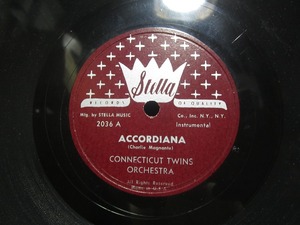 Stella
RECORDS OF QUALITY
Mfg. by STELLA MUSIC Co., Inc. N.Y., N.Y.
2036 A Instrumental
ACCORDIANA
(Charlie Magnante)
CONNECTICUT TWINS
ORCHESTRA
All Rights Reserved